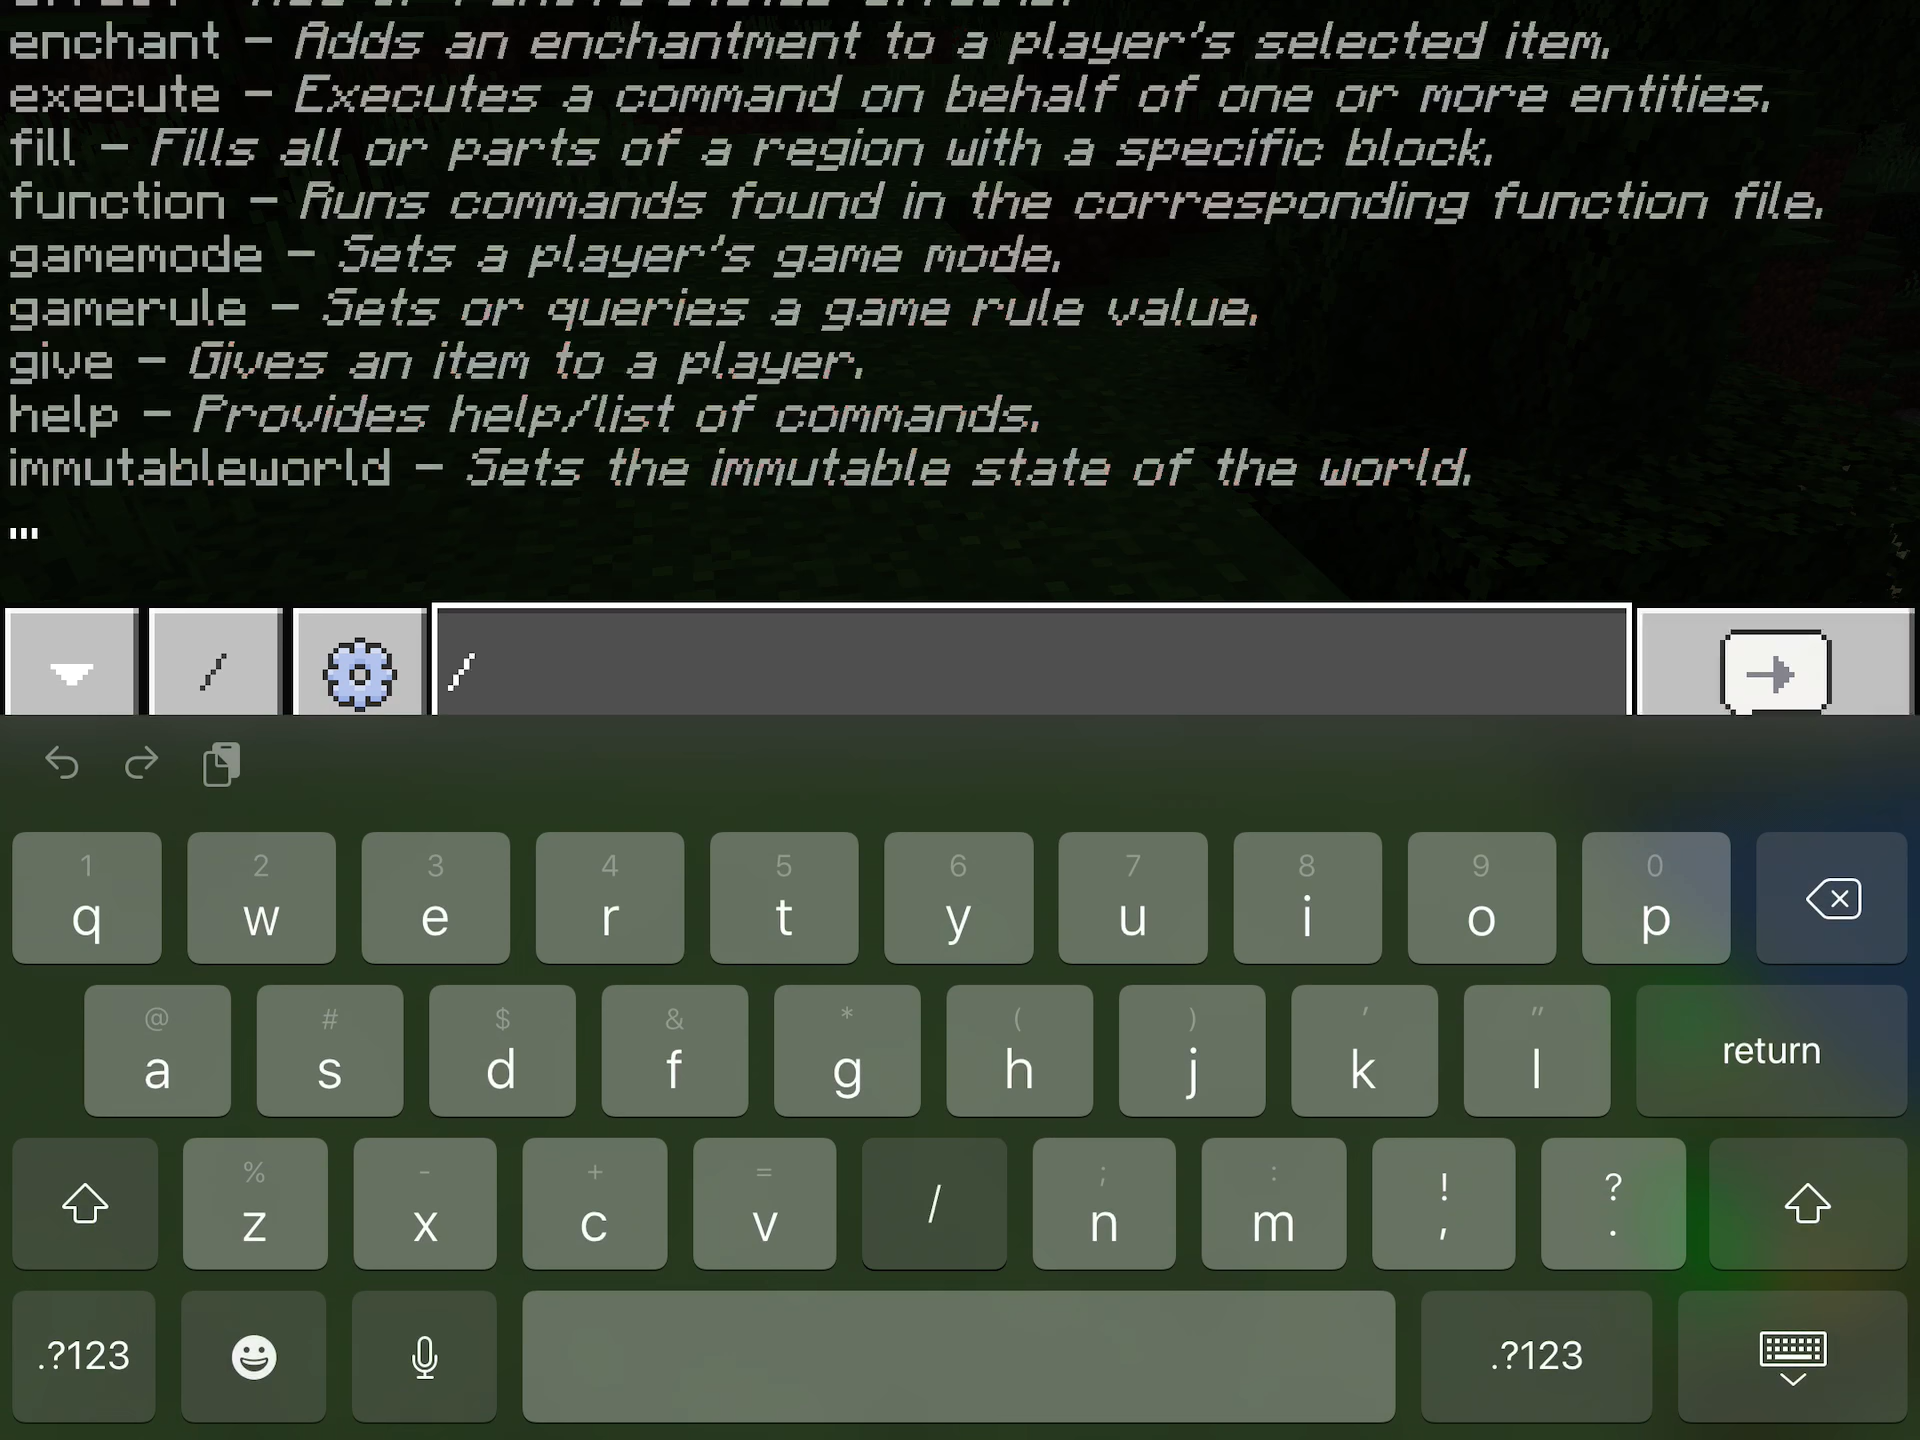 enchant - Adds an enchantment to a player's selected item.
execute - Executes a command on behalf of one or more entities.
fill - Fills all or parts of a region with a specific block.
function - Runs commands found in the corresponding function file.
gamemode - Sets a player's game mode.
gamerule - Sets or queries a game rule value.
give - Gives an item to a player.
help - Provides help/list of commands.
immutableworld - Sets the immutable state of the world.
...
/ /
1 2 3 4 5 6 7 8 9 0
q w e r t y u i o p
@ # $ & * ( ) ' "
a s d f g h j k l return
% - + = / ; : ! ?
z x c v n m , .
.?123 .?123